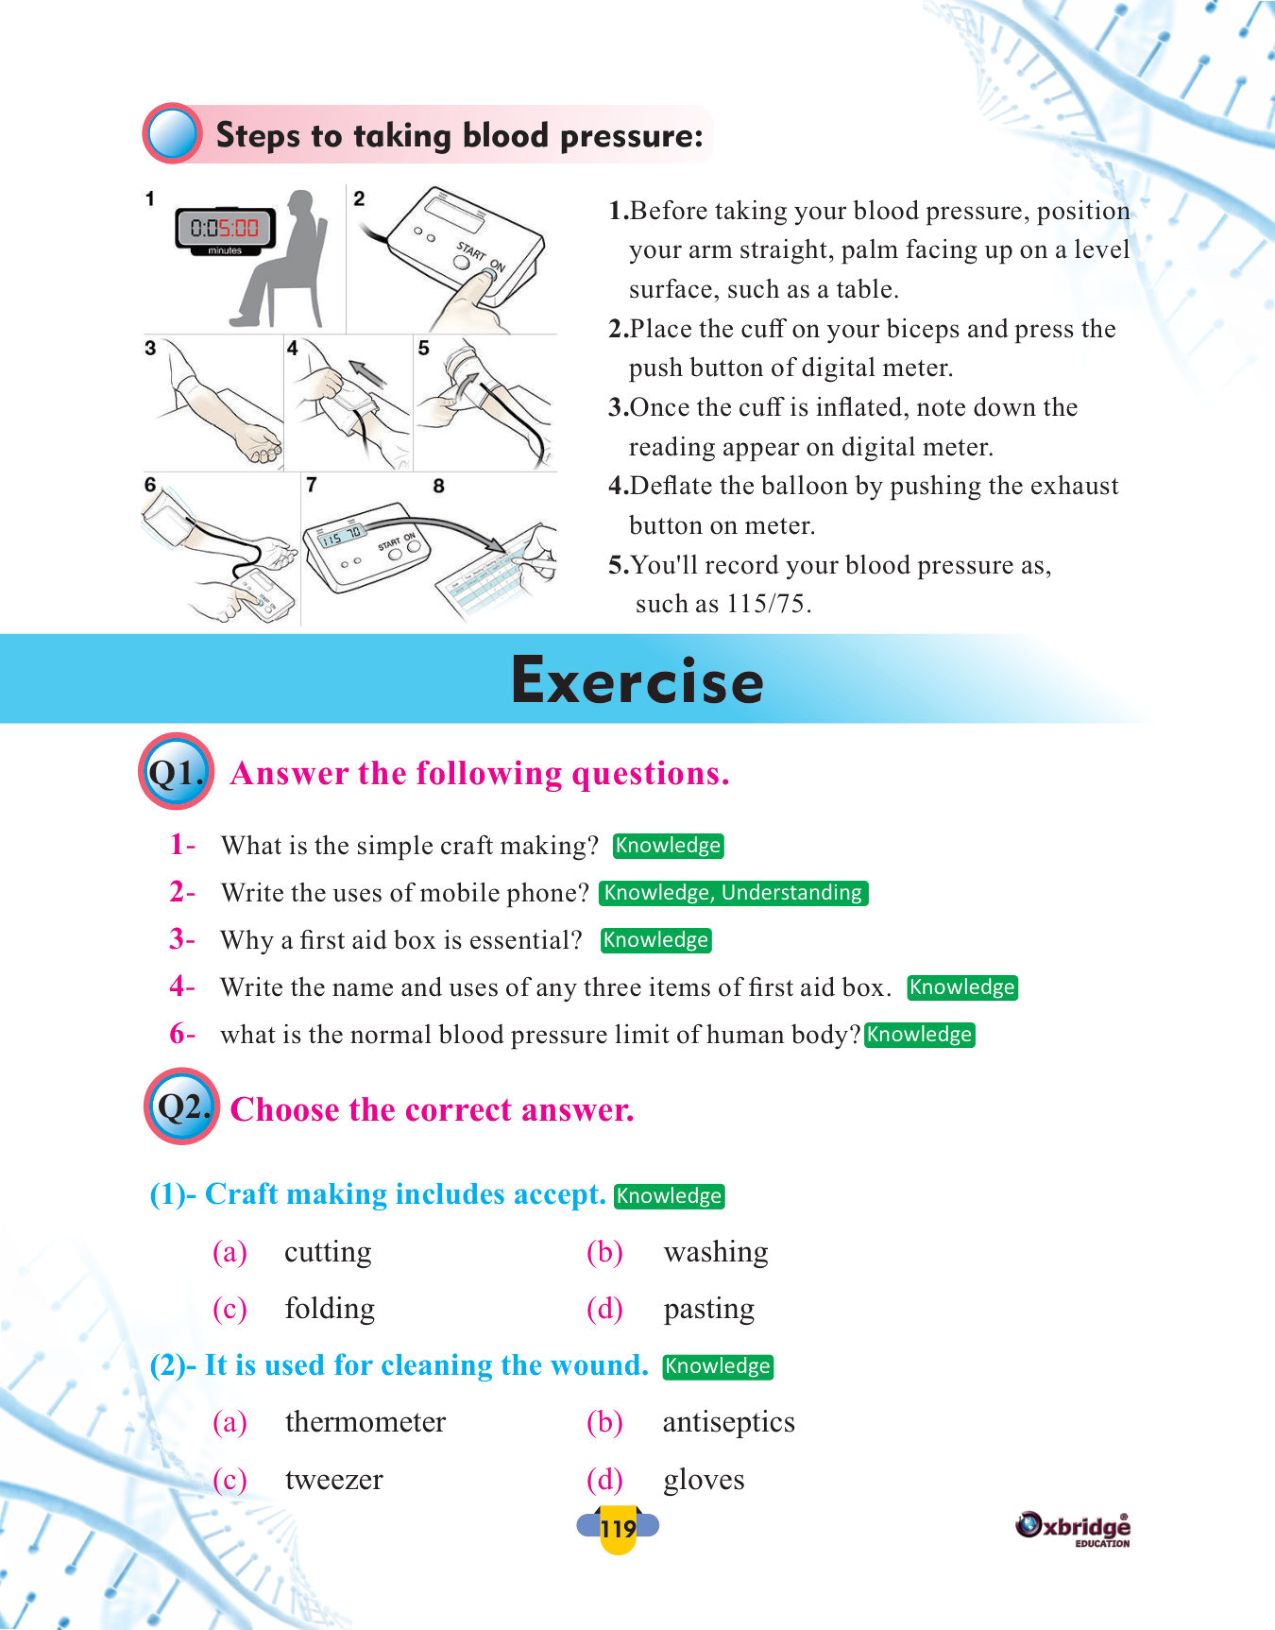 Steps to taking blood pressure:
1
0:05:00
minutes
2
START ON
3
4
5
6
7
8
115 70
START ON
1.Before taking your blood pressure, position
your arm straight, palm facing up on a level
surface, such as a table.
2.Place the cuff on your biceps and press the
push button of digital meter.
3.Once the cuff is inflated, note down the
reading appear on digital meter.
4.Deflate the balloon by pushing the exhaust
button on meter.
5.You'll record your blood pressure as,
such as 115/75.
Exercise
Q1. Answer the following questions.
1- What is the simple craft making? Knowledge
2- Write the uses of mobile phone? Knowledge, Understanding
3- Why a first aid box is essential? Knowledge
4- Write the name and uses of any three items of first aid box. Knowledge
6- what is the normal blood pressure limit of human body? Knowledge
Q2. Choose the correct answer.
(1)- Craft making includes accept. Knowledge
(a) cutting (b) washing
(c) folding (d) pasting
(2)- It is used for cleaning the wound. Knowledge
(a) thermometer (b) antiseptics
(c) tweezer (d) gloves
119
Oxbridge®
EDUCATION